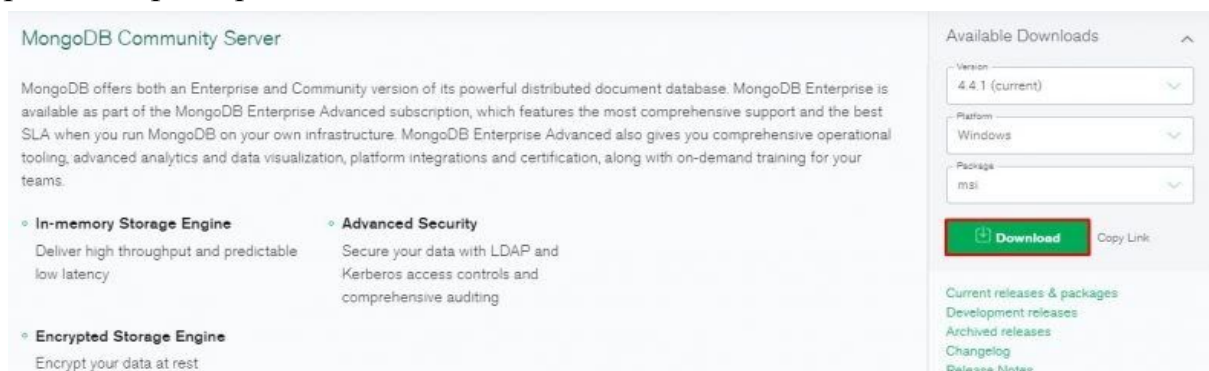 MongoDB Community Server
MongoDB offers both an Enterprise and Community version of its powerful distributed document database. MongoDB Enterprise is
available as part of the MongoDB Enterprise Advanced subscription, which features the most comprehensive support and the best
SLA when you run MongoDB on your own infrastructure. MongoDB Enterprise Advanced also gives you comprehensive operational
tooling, advanced analytics and data visualization, platform integrations and certification, along with on-demand training for your
teams.
In-memory Storage Engine
Deliver high throughput and predictable
low latency
Advanced Security
Secure your data with LDAP and
Kerberos access controls and
comprehensive auditing
Encrypted Storage Engine
Encrypt your data at rest
Available Downloads
Version
4.4.1 (current)
Platform
Windows
Package
msi
Download
Copy Link
Current releases & packages
Development releases
Archived releases
Changelog
Release Notes